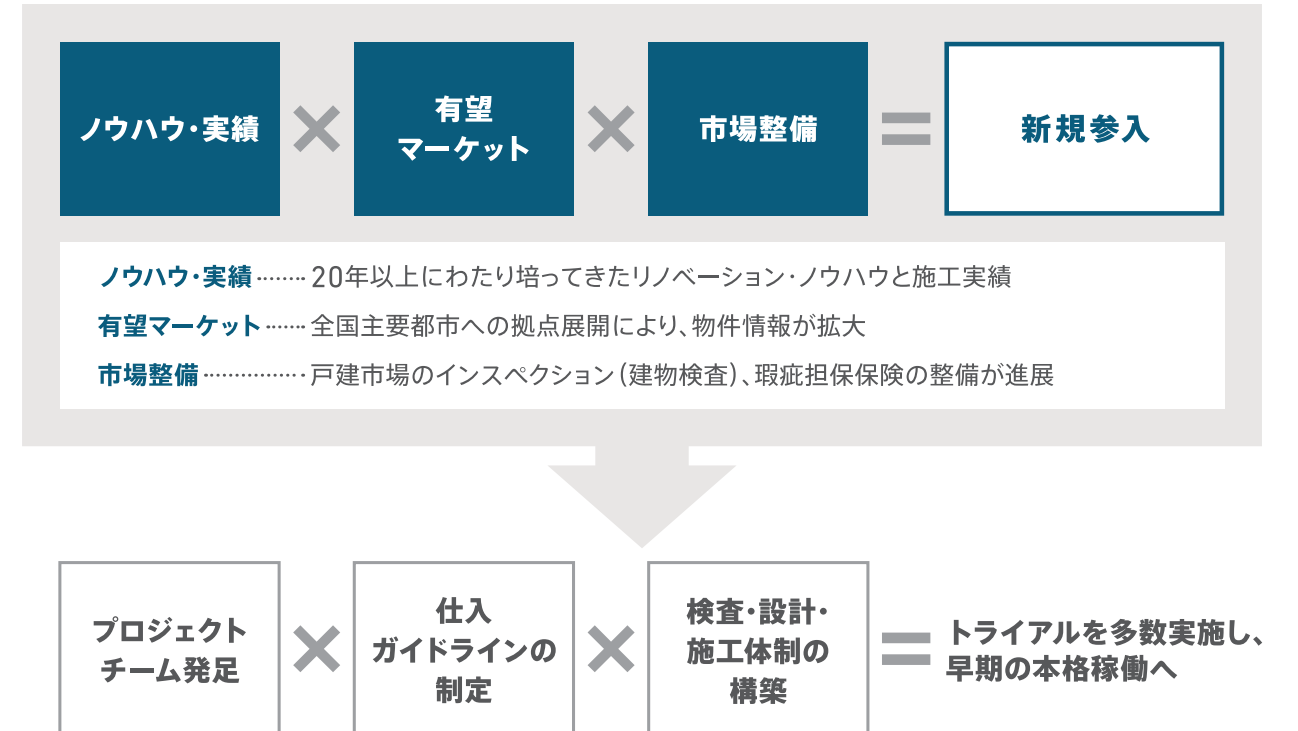 ノウハウ・実績
×
有望
マーケット
×
市場整備
=
新規参入
ノウハウ・実績‥‥‥‥20年以上にわたり培ってきたリノベーション・ノウハウと施工実績
有望マーケット‥‥‥全国主要都市への拠点展開により、物件情報が拡大
市場整備‥‥‥‥‥‥‥戸建市場のインスペクション(建物検査)、瑕疵担保保険の整備が進展
プロジェクト
チーム発足
×
仕入
ガイドラインの
制定
×
検査・設計・
施工体制の
構築
=
トライアルを多数実施し、
早期の本格稼働へ